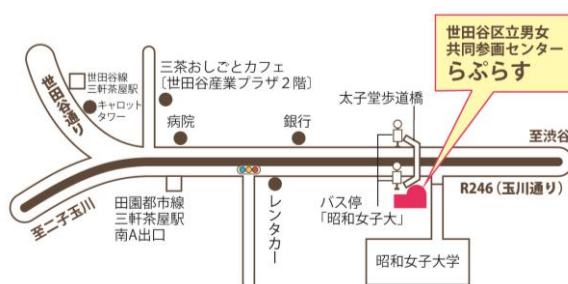 世田谷区立男女
共同参画センター
らぷらす
三茶おしごとカフェ
〔世田谷産業プラザ2階〕
世田谷線
三軒茶屋駅
キャロット
タワー
世田谷通り
病院
銀行
太子堂歩道橋
至渋谷
R246（玉川通り）
至二子玉川
田園都市線
三軒茶屋駅
南A出口
レンタカー
バス停
「昭和女子大」
昭和女子大学